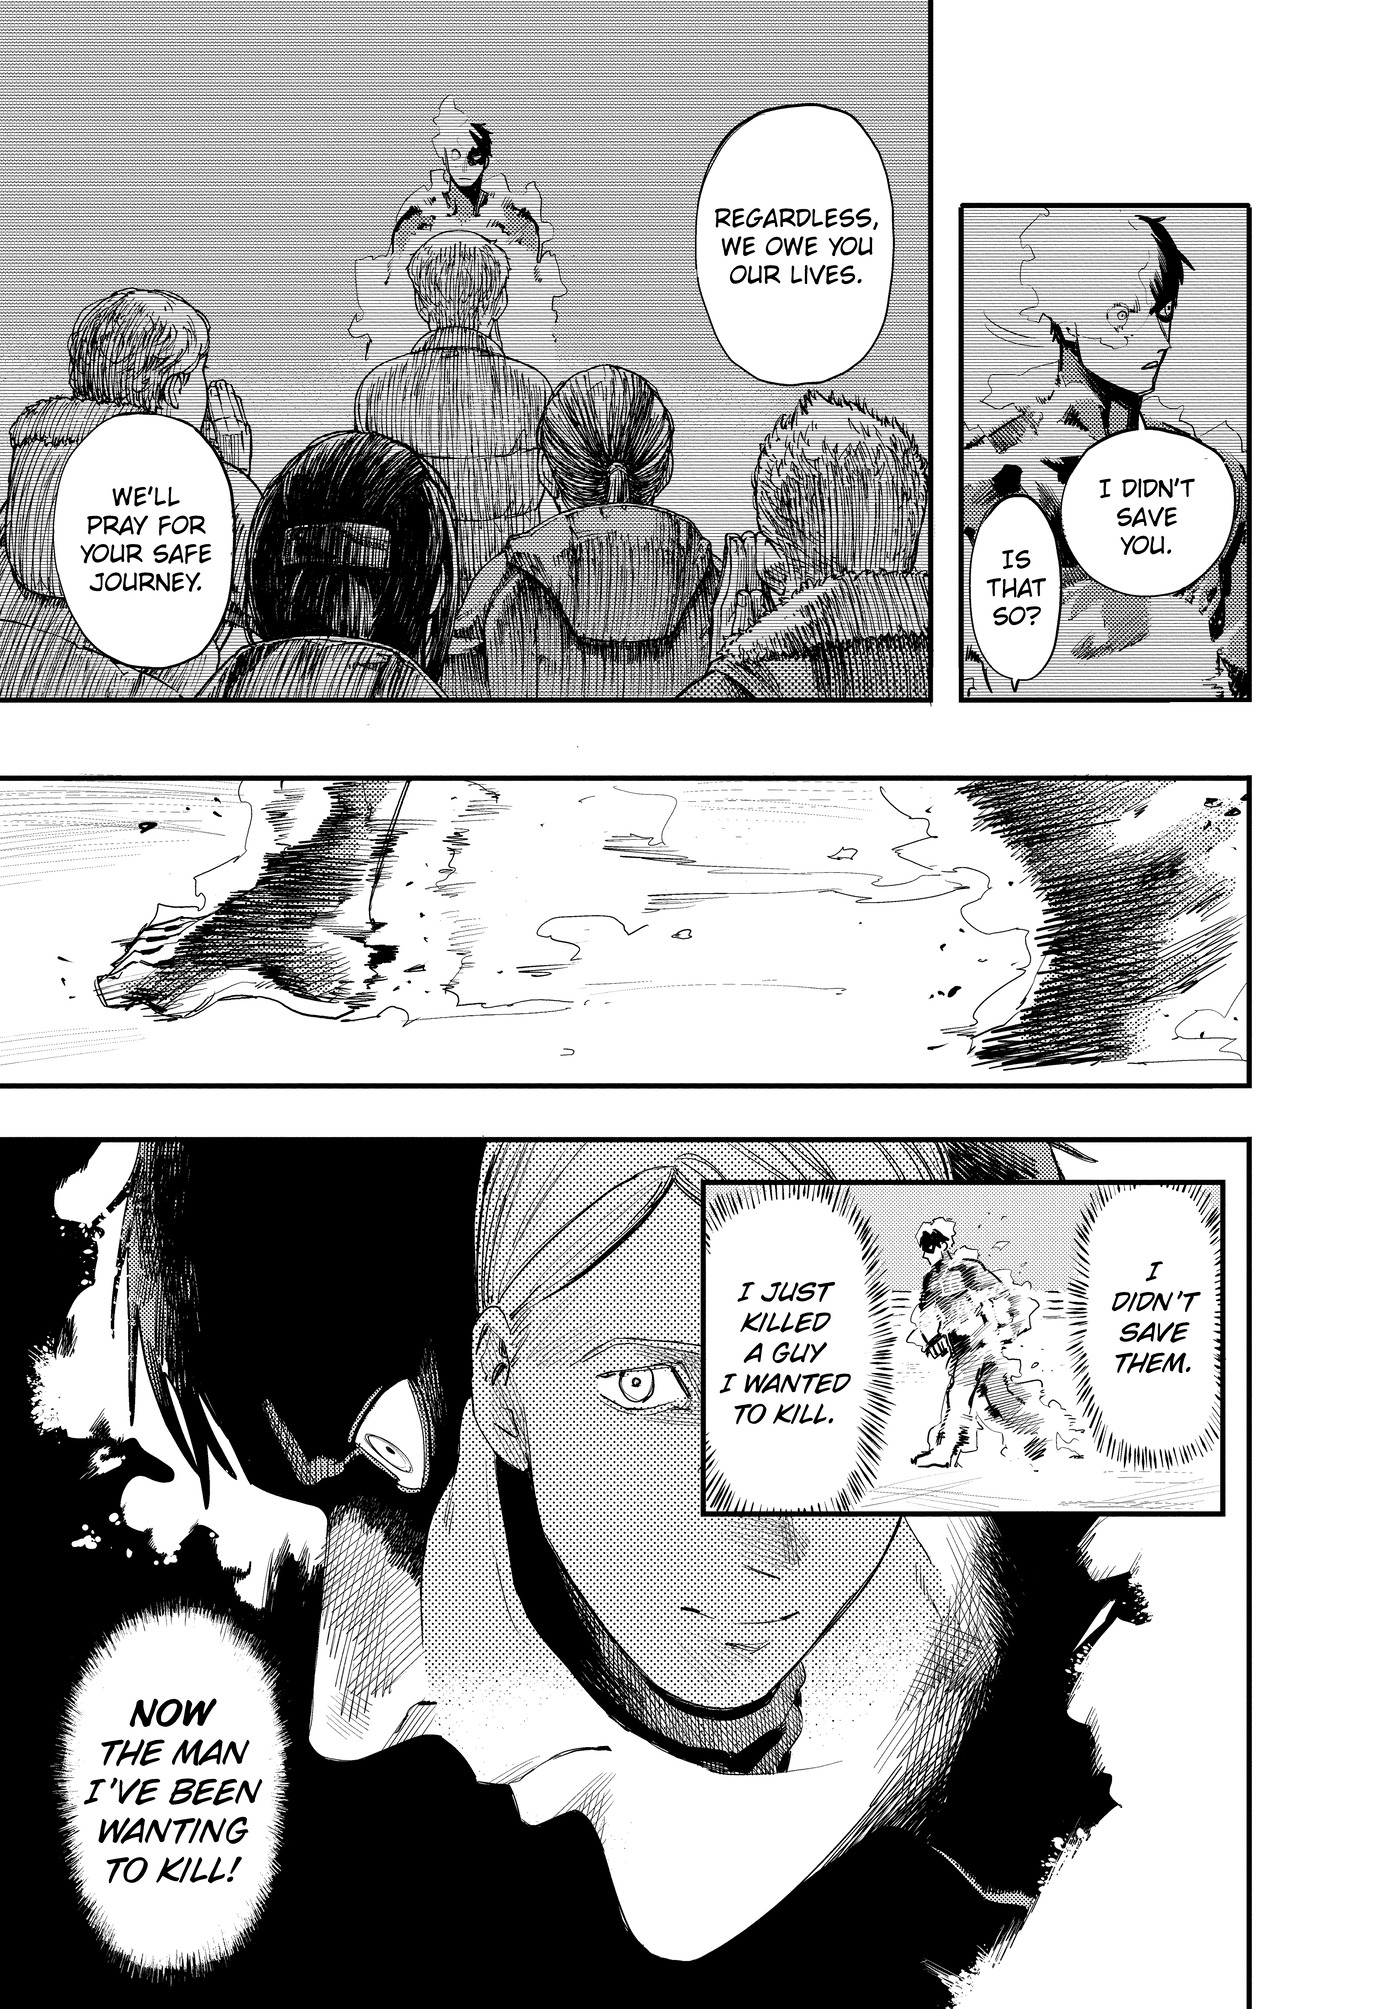 I DIDN'T
SAVE
YOU.
IS
THAT
SO?
REGARDLESS,
WE OWE YOU
OUR LIVES.
WE'LL
PRAY FOR
YOUR SAFE
JOURNEY.
I
DIDN'T
SAVE
THEM.
I JUST
KILLED
A GUY
I WANTED
TO KILL.
NOW
THE MAN
I'VE BEEN
WANTING
TO KILL!